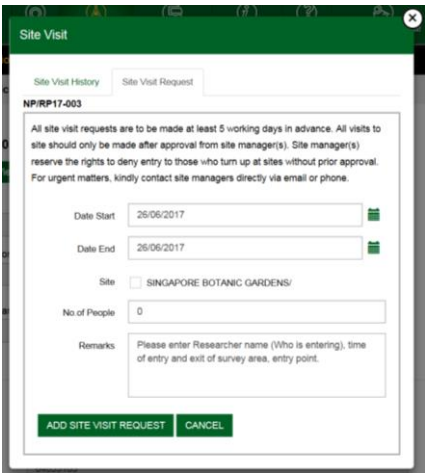 Site Visit
Site Visit History
Site Visit Request
NP/RP17-003
All site visit requests are to be made at least 5 working days in advance. All visits to
site should only be made after approval from site manager(s). Site manager(s)
reserve the rights to deny entry to those who turn up at sites without prior approval.
For urgent matters, kindly contact site managers directly via email or phone.
Date Start 26/06/2017
Date End 26/06/2017
Site SINGAPORE BOTANIC GARDENS/
No.of People 0
Remarks Please enter Researcher name (Who is entering), time
of entry and exit of survey area, entry point.
ADD SITE VISIT REQUEST CANCEL